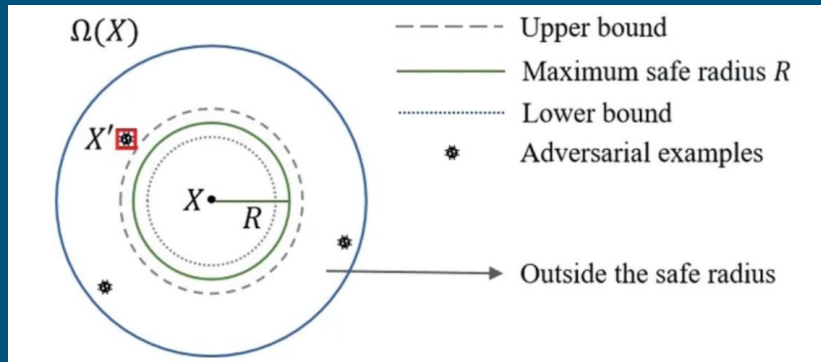 Ω(X)
Upper bound
Maximum safe radius R
Lower bound
X′
Adversarial examples
X
R
Outside the safe radius